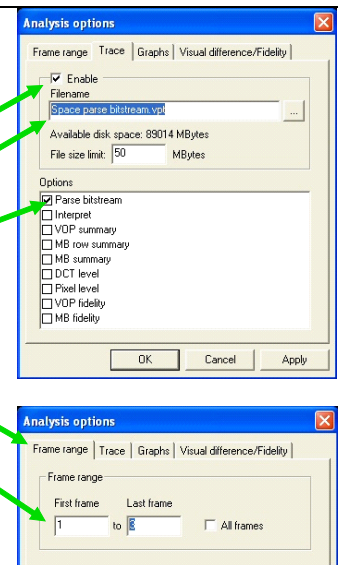 Analysis options
Frame range Trace Graphs Visual difference/Fidelity
Enable
Filename
Space parse bitstream.vpt ...
Available disk space: 89014 MBytes
File size limit: 50 MBytes
Options
Parse bitstream
Interpret
VOP summary
MB row summary
MB summary
DCT level
Pixel level
VOP fidelity
MB fidelity
OK Cancel Apply
Analysis options
Frame range Trace Graphs Visual difference/Fidelity
Frame range
First frame Last frame
1 to 3 All frames